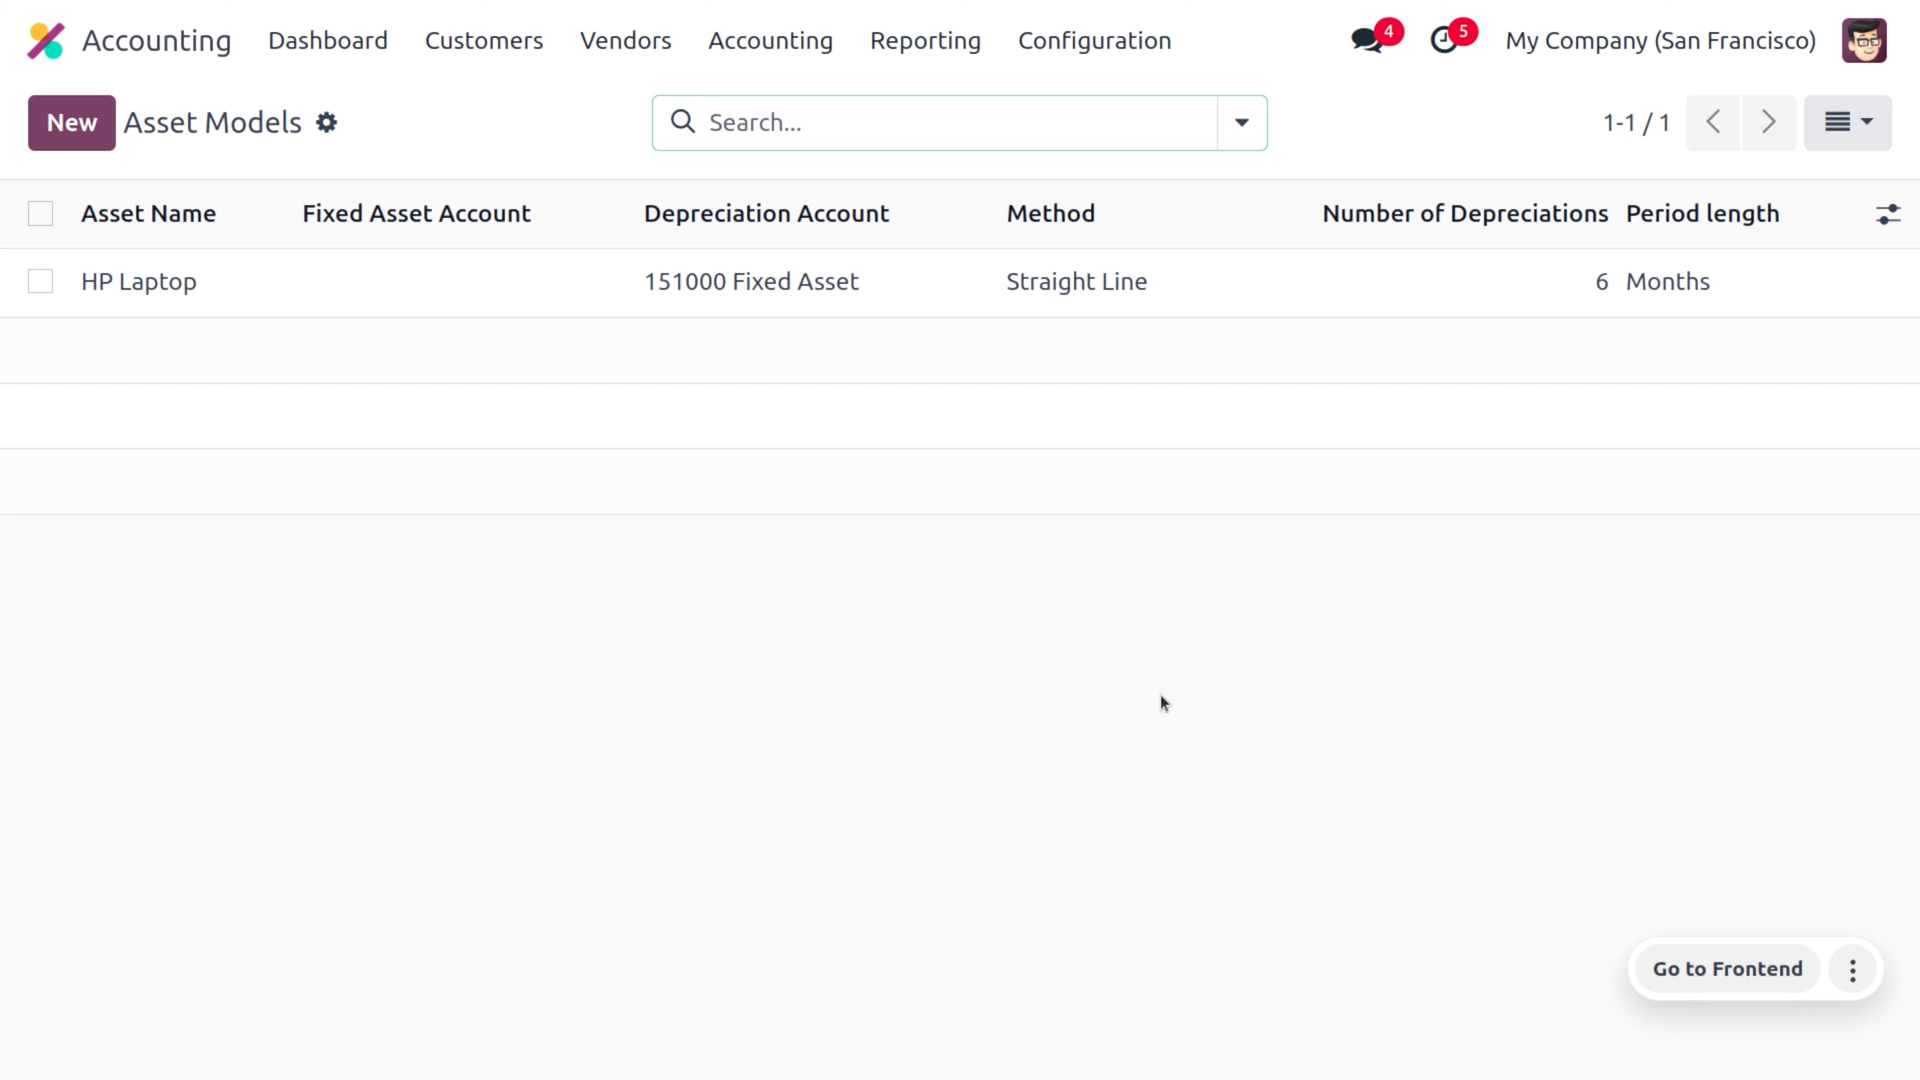 Accounting Dashboard Customers Vendors Accounting Reporting Configuration 4 5 My Company (San Francisco)
New Asset Models Search... 1-1 / 1
Asset Name Fixed Asset Account Depreciation Account Method Number of Depreciations Period length
HP Laptop 151000 Fixed Asset Straight Line 6 Months
Go to Frontend